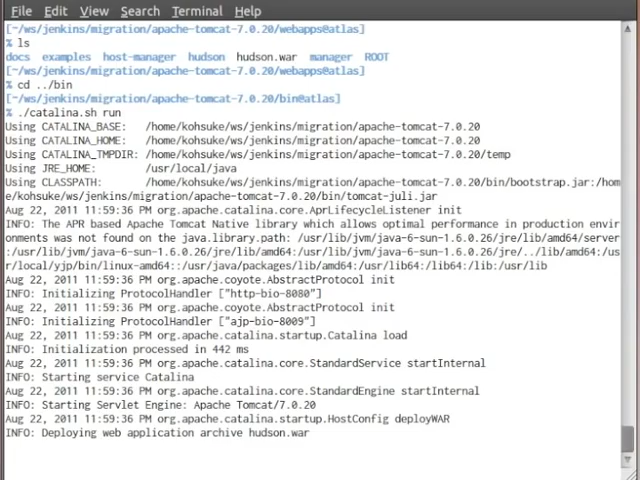 File Edit View Search Terminal Help
[~/ws/jenkins/migration/apache-tomcat-7.0.20/webapps@atlas]
% ls
docs examples host-manager hudson hudson.war manager ROOT
[~/ws/jenkins/migration/apache-tomcat-7.0.20/webapps@atlas]
% cd ../bin
[~/ws/jenkins/migration/apache-tomcat-7.0.20/bin@atlas]
% ./catalina.sh run
Using CATALINA_BASE: /home/kohsuke/ws/jenkins/migration/apache-tomcat-7.0.20
Using CATALINA_HOME: /home/kohsuke/ws/jenkins/migration/apache-tomcat-7.0.20
Using CATALINA_TMPDIR: /home/kohsuke/ws/jenkins/migration/apache-tomcat-7.0.20/temp
Using JRE_HOME: /usr/local/java
Using CLASSPATH: /home/kohsuke/ws/jenkins/migration/apache-tomcat-7.0.20/bin/bootstrap.jar:/hom
e/kohsuke/ws/jenkins/migration/apache-tomcat-7.0.20/bin/tomcat-juli.jar
Aug 22, 2011 11:59:36 PM org.apache.catalina.core.AprLifecycleListener init
INFO: The APR based Apache Tomcat Native library which allows optimal performance in production envir
onments was not found on the java.library.path: /usr/lib/jvm/java-6-sun-1.6.0.26/jre/lib/amd64/server
:/usr/lib/jvm/java-6-sun-1.6.0.26/jre/lib/amd64:/usr/lib/jvm/java-6-sun-1.6.0.26/jre/../lib/amd64:/us
r/local/yjp/bin/linux-amd64::/usr/java/packages/lib/amd64:/usr/lib64:/lib64:/lib:/usr/lib
Aug 22, 2011 11:59:36 PM org.apache.coyote.AbstractProtocol init
INFO: Initializing ProtocolHandler ["http-bio-8080"]
Aug 22, 2011 11:59:36 PM org.apache.coyote.AbstractProtocol init
INFO: Initializing ProtocolHandler ["ajp-bio-8009"]
Aug 22, 2011 11:59:36 PM org.apache.catalina.startup.Catalina load
INFO: Initialization processed in 442 ms
Aug 22, 2011 11:59:36 PM org.apache.catalina.core.StandardService startInternal
INFO: Starting service Catalina
Aug 22, 2011 11:59:36 PM org.apache.catalina.core.StandardEngine startInternal
INFO: Starting Servlet Engine: Apache Tomcat/7.0.20
Aug 22, 2011 11:59:36 PM org.apache.catalina.startup.HostConfig deployWAR
INFO: Deploying web application archive hudson.war